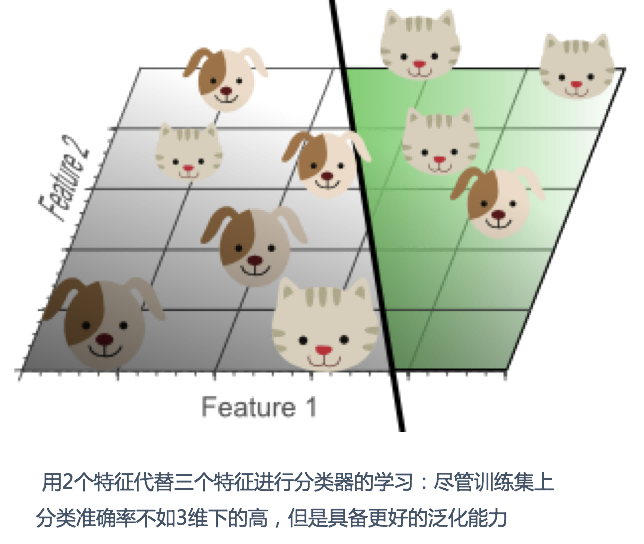 Feature 2
Feature 1
用2个特征代替三个特征进行分类器的学习：尽管训练集上
分类准确率不如3维下的高，但是具备更好的泛化能力